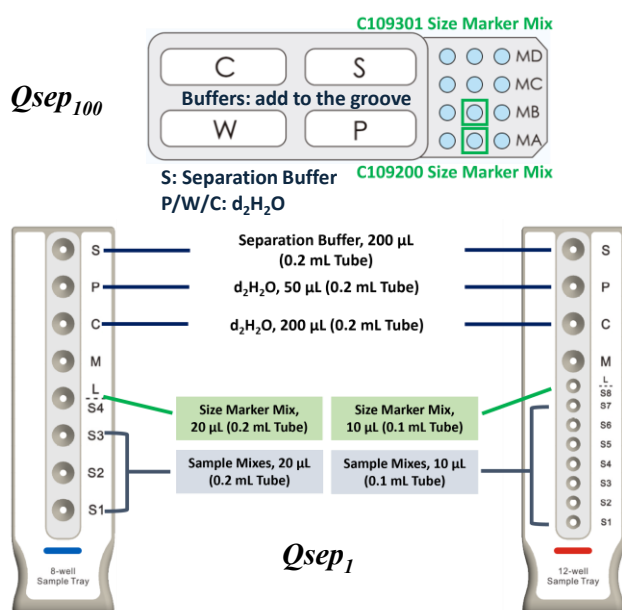 C109301 Size Marker Mix
C S
MD
MC
Qsep100
Buffers: add to the groove
MB
W P
MA
C109200 Size Marker Mix
S: Separation Buffer
P/W/C: d2H2O
S
Separation Buffer, 200 µL
(0.2 mL Tube)
S
P
d2H2O, 50 µL (0.2 mL Tube)
P
C
d2H2O, 200 µL (0.2 mL Tube)
C
M
M
L
S4
Size Marker Mix,
20 µL (0.2 mL Tube)
Size Marker Mix,
10 µL (0.1 mL Tube)
L
S8
S7
S3
Sample Mixes, 20 µL
(0.2 mL Tube)
Sample Mixes, 10 µL
(0.1 mL Tube)
S6
S5
S2
S4
S3
S1
S2
S1
Qsep1
8-well
Sample Tray
12-well
Sample Tray